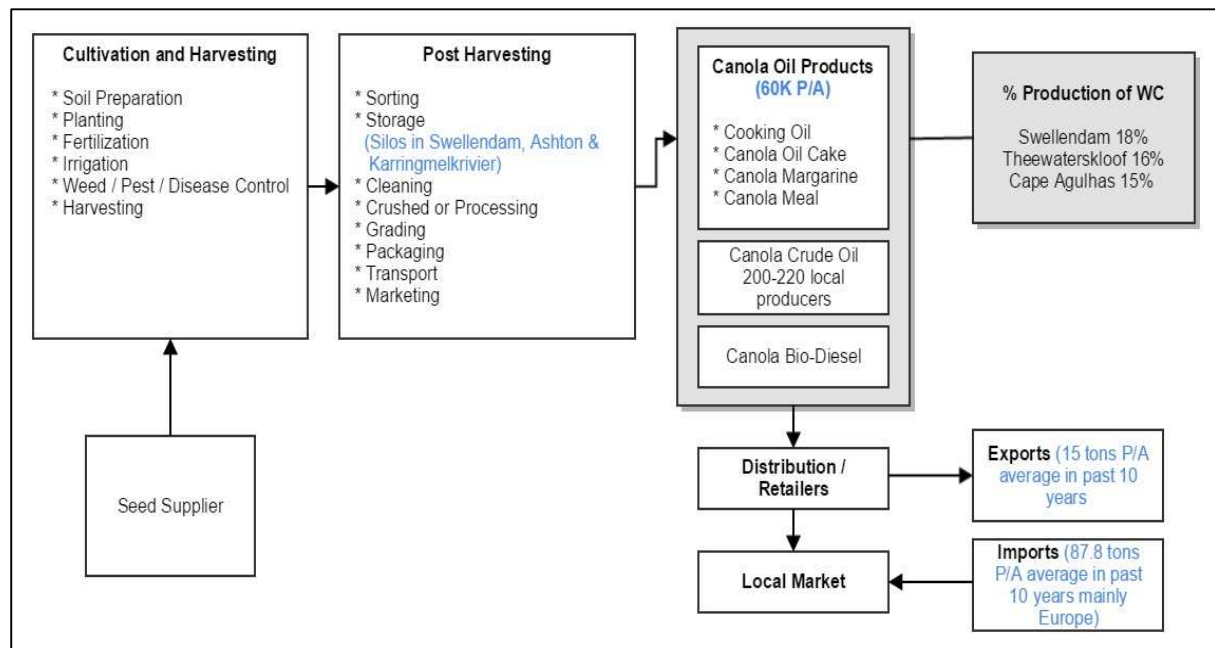 Cultivation and Harvesting
* Soil Preparation
* Planting
* Fertilization
* Irrigation
* Weed / Pest / Disease Control
* Harvesting
Post Harvesting
* Sorting
* Storage
(Silos in Swellendam, Ashton &
Karringmelkrivier)
* Cleaning
* Crushed or Processing
* Grading
* Packaging
* Transport
* Marketing
Canola Oil Products
(60K P/A)
* Cooking Oil
* Canola Oil Cake
* Canola Margarine
* Canola Meal
Canola Crude Oil
200-220 local
producers
Canola Bio-Diesel
% Production of WC
Swellendam 18%
Theewaterskloof 16%
Cape Agulhas 15%
Seed Supplier
Distribution /
Retailers
Exports (15 tons P/A
average in past 10
years
Local Market
Imports (87.8 tons
P/A average in past
10 years mainly
Europe)